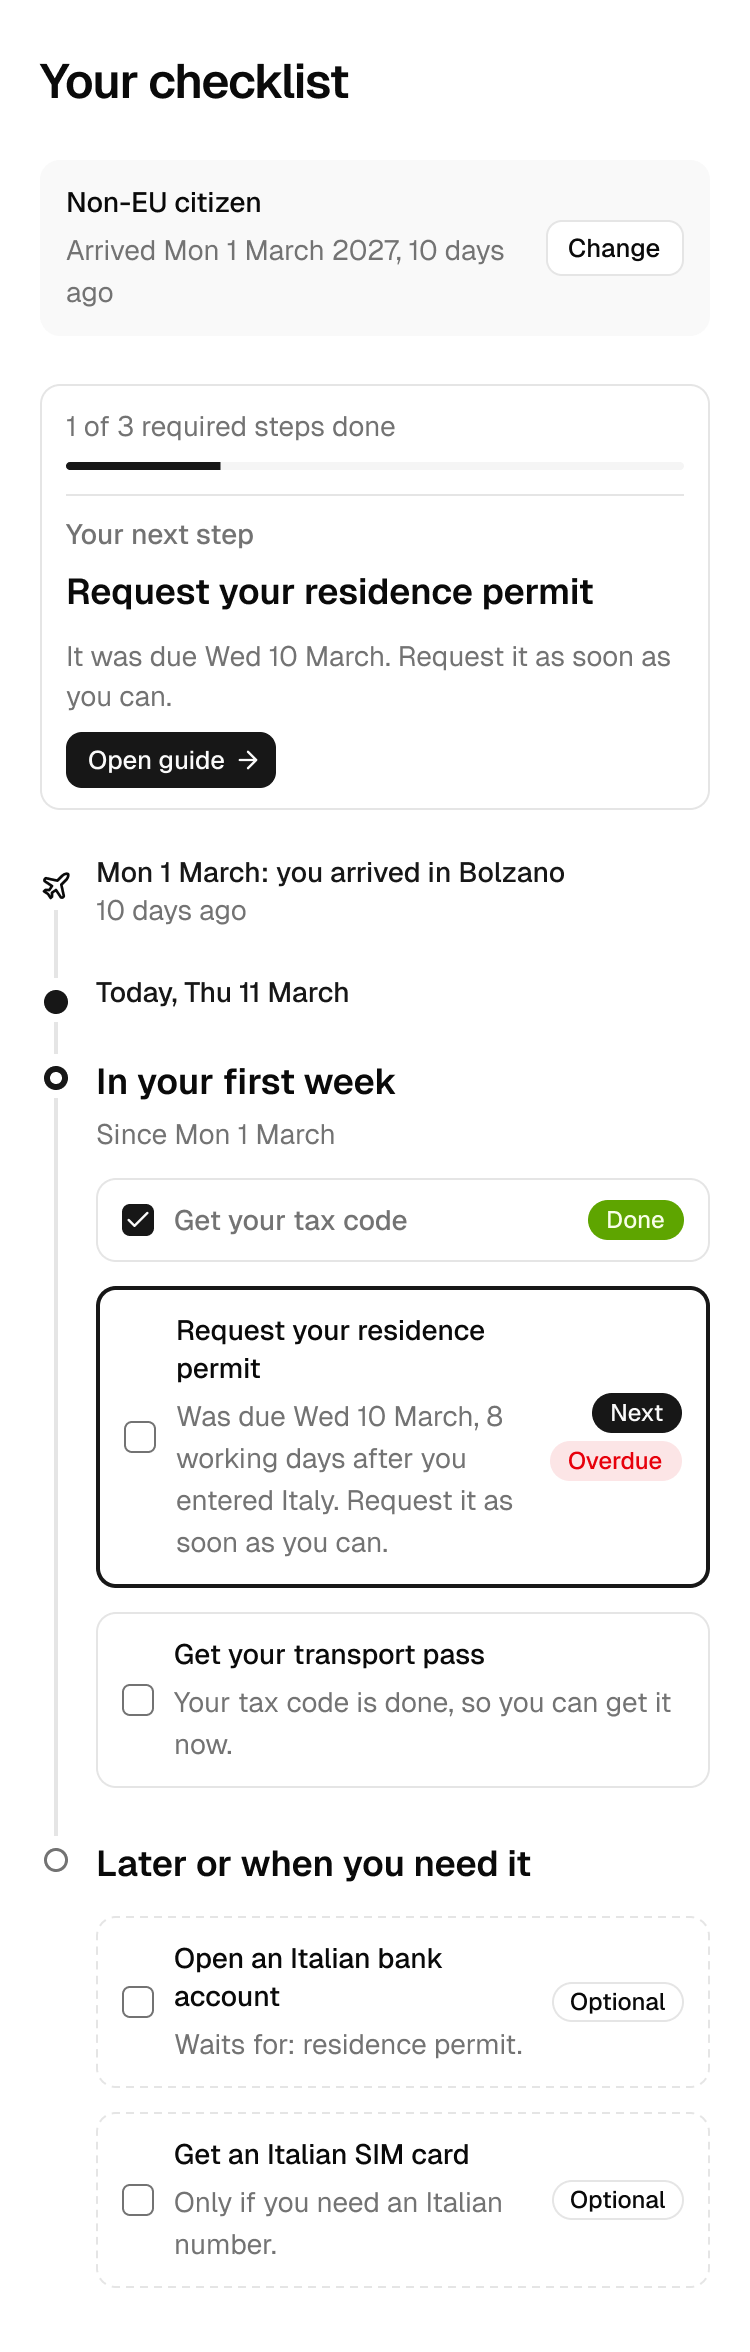 Your checklist
Non-EU citizen
Arrived Mon 1 March 2027, 10 days
ago
Change
1 of 3 required steps done
Your next step
Request your residence permit
It was due Wed 10 March. Request it as soon as
you can.
Open guide →
Mon 1 March: you arrived in Bolzano
10 days ago
Today, Thu 11 March
In your first week
Since Mon 1 March
Get your tax code
Done
Request your residence
permit
Was due Wed 10 March, 8
working days after you
entered Italy. Request it as
soon as you can.
Next
Overdue
Get your transport pass
Your tax code is done, so you can get it
now.
Later or when you need it
Open an Italian bank
account
Waits for: residence permit.
Optional
Get an Italian SIM card
Only if you need an Italian
number.
Optional